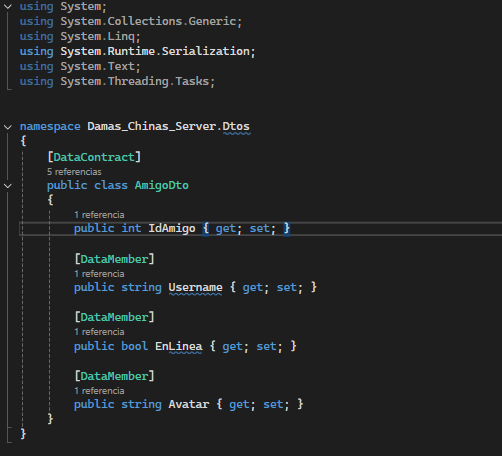 using System;
using System.Collections.Generic;
using System.Linq;
using System.Runtime.Serialization;
using System.Text;
using System.Threading.Tasks;
namespace Damas_Chinas_Server.Dtos
{
[DataContract]
5 referencias
public class AmigoDto
{
1 referencia
public int IdAmigo { get; set; }
[DataMember]
1 referencia
public string Username { get; set; }
[DataMember]
1 referencia
public bool EnLinea { get; set; }
[DataMember]
1 referencia
public string Avatar { get; set; }
}
}